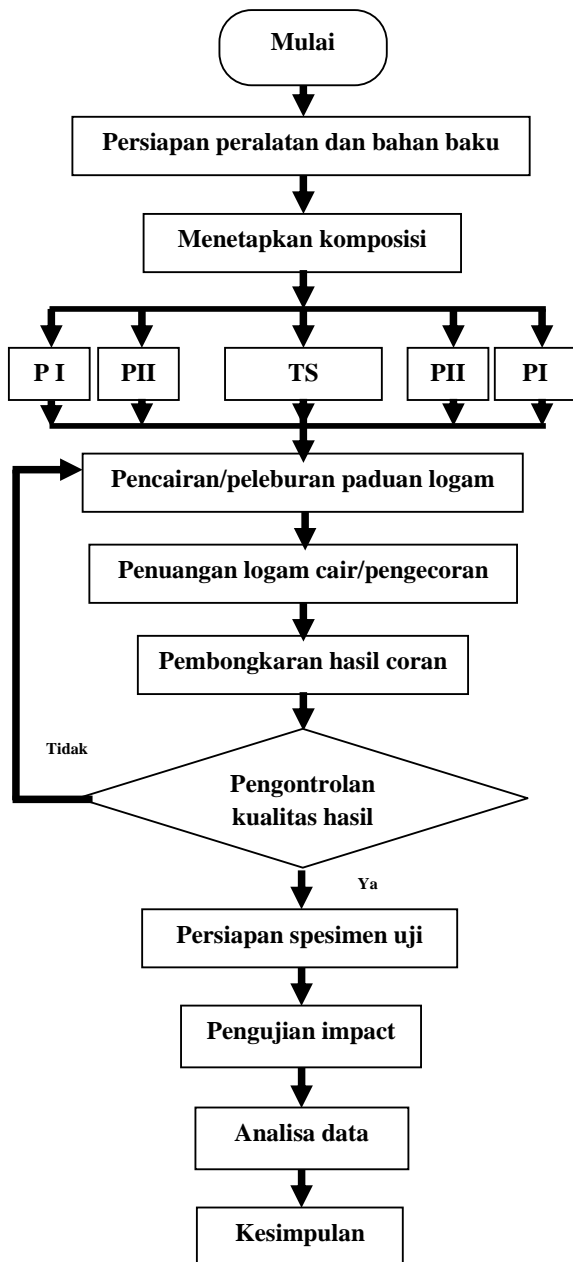 Mulai
Persiapan peralatan dan bahan baku
Menetapkan komposisi
P I
PII
TS
PII
PI
Pencairan/peleburan paduan logam
Penuangan logam cair/pengecoran
Pembongkaran hasil coran
Tidak
Pengontrolan
kualitas hasil
Ya
Persiapan spesimen uji
Pengujian impact
Analisa data
Kesimpulan